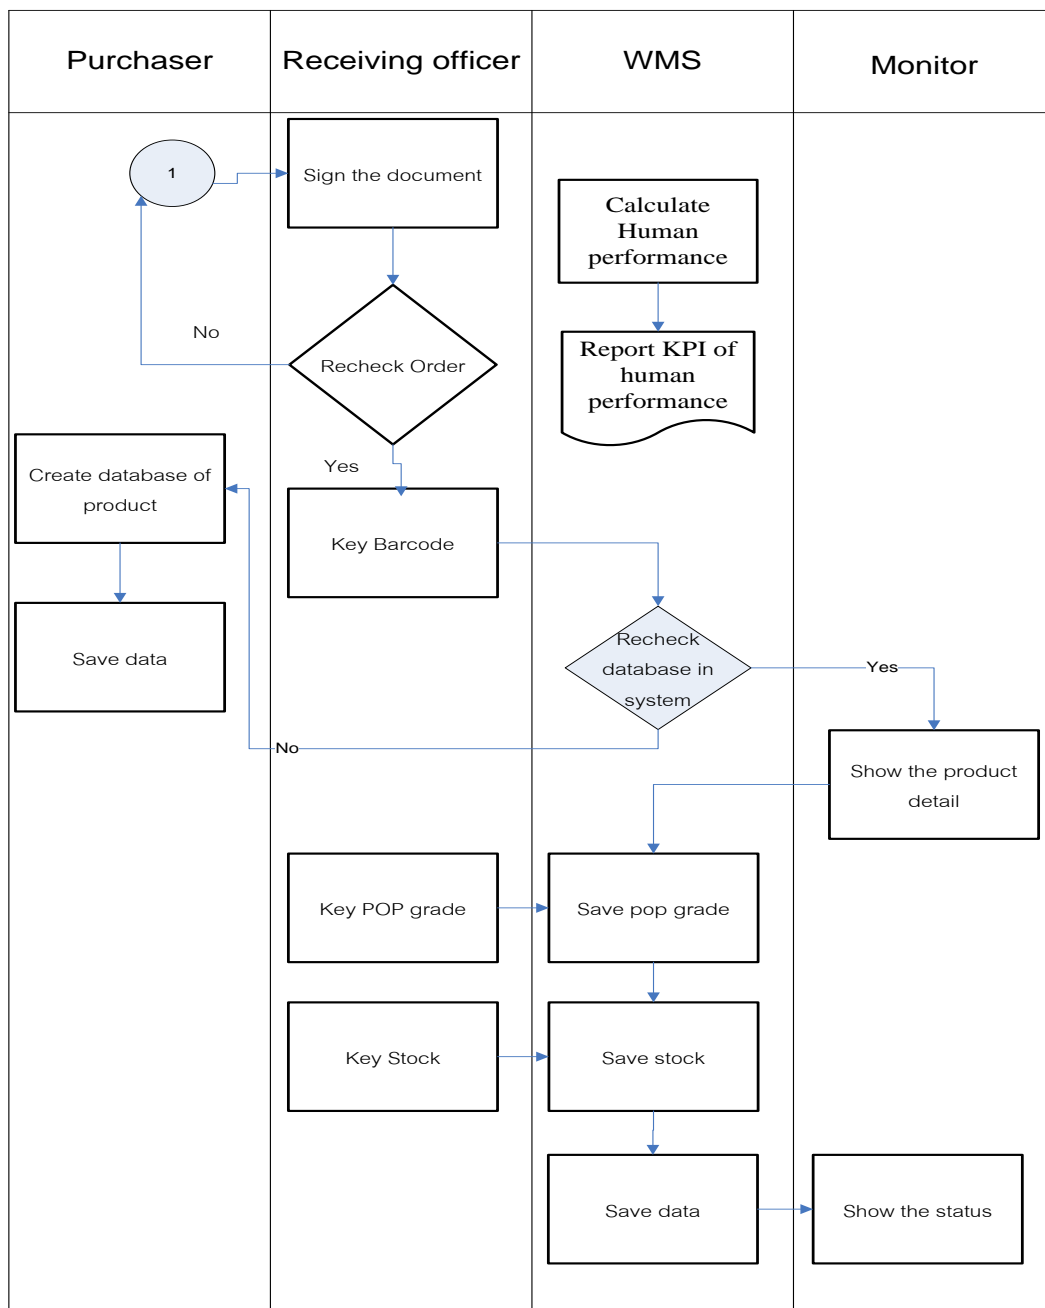 Purchaser
Receiving officer
WMS
Monitor
1
Sign the document
Calculate
Human
performance
No
Recheck Order
Report KPI of
human
performance
Yes
Create database of
product
Key Barcode
Save data
Recheck
database in
system
Yes
No
Show the product
detail
Key POP grade
Save pop grade
Key Stock
Save stock
Save data
Show the status